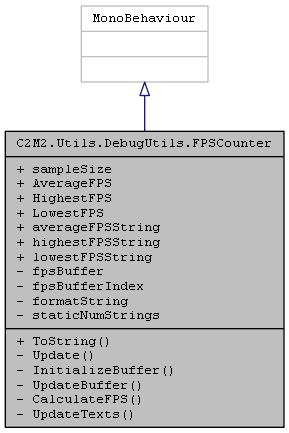 MonoBehaviour
C2M2.Utils.DebugUtils.FPSCounter
+ sampleSize
+ AverageFPS
+ HighestFPS
+ LowestFPS
+ averageFPSString
+ highestFPSString
+ lowestFPSString
- fpsBuffer
- fpsBufferIndex
- formatString
- staticNumStrings
+ ToString()
- Update()
- InitializeBuffer()
- UpdateBuffer()
- CalculateFPS()
- UpdateTexts()